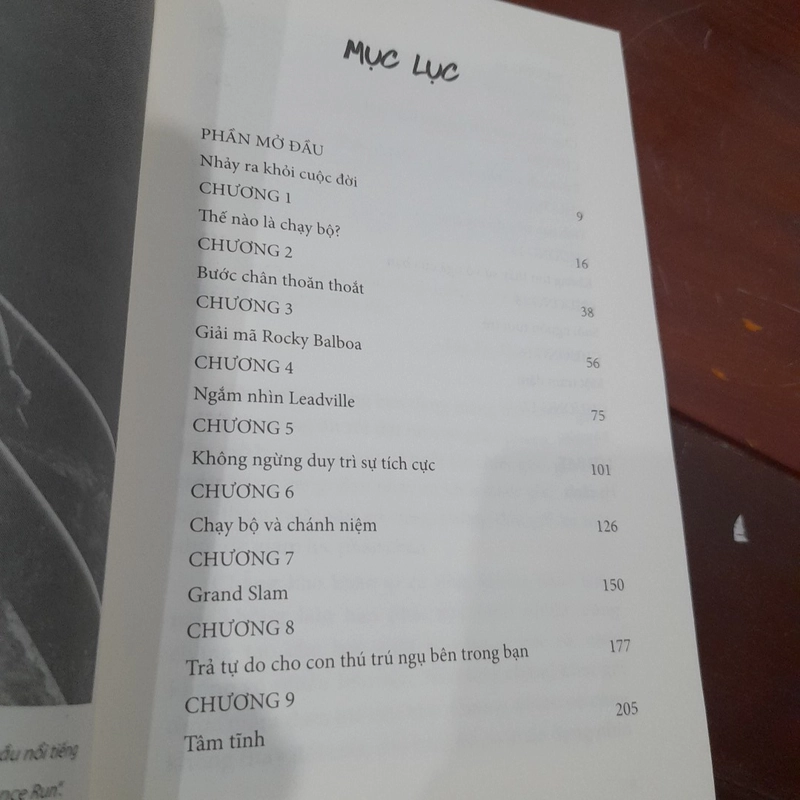 MỤC LỤC
PHẦN MỞ ĐẦU
Nhảy ra khỏi cuộc đời 9
CHƯƠNG 1
Thế nào là chạy bộ? 16
CHƯƠNG 2
Bước chân thoăn thoắt 38
CHƯƠNG 3
Giải mã Rocky Balboa 56
CHƯƠNG 4
Ngắm nhìn Leadville 75
CHƯƠNG 5
Không ngừng duy trì sự tích cực 101
CHƯƠNG 6
Chạy bộ và chánh niệm 126
CHƯƠNG 7
Grand Slam 150
CHƯƠNG 8
Trả tự do cho con thú trú ngụ bên trong bạn 177
CHƯƠNG 9
Tâm tĩnh 205
nổi tiếng
Run".